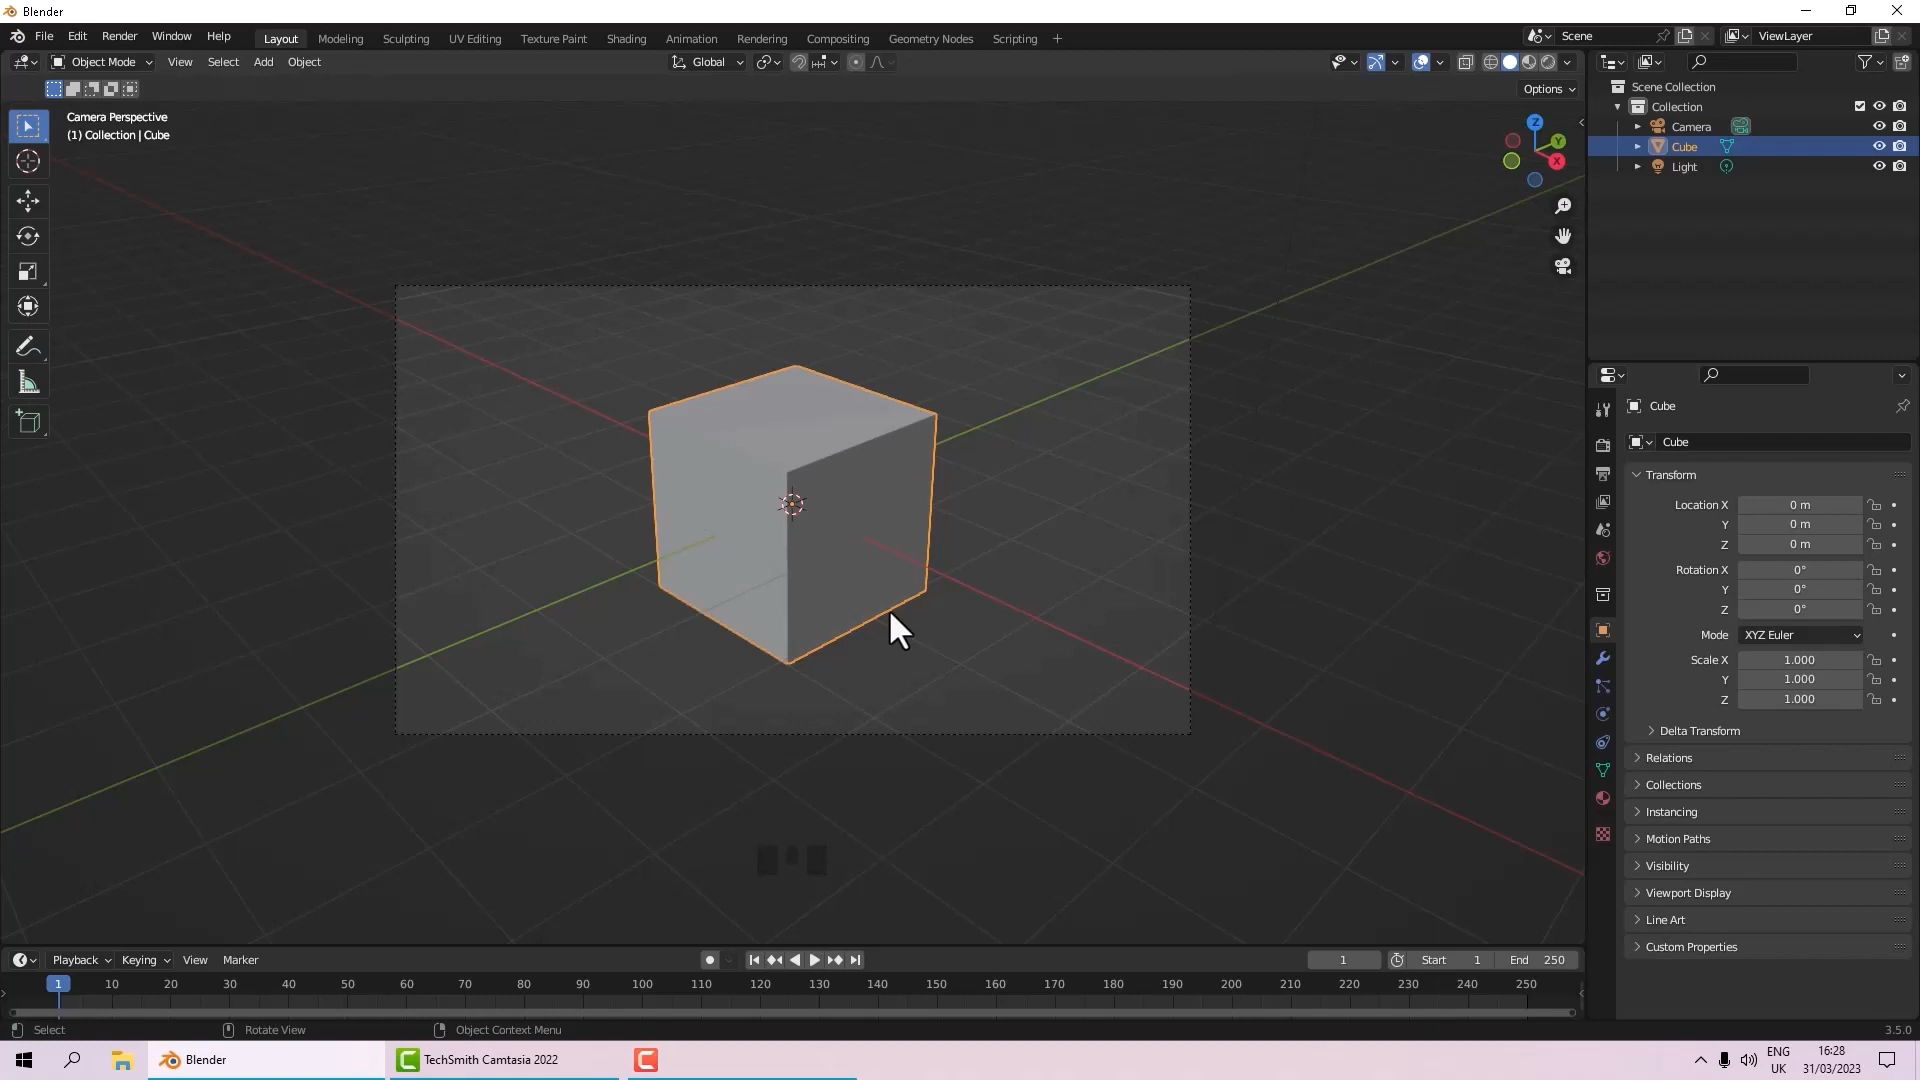 Blender
File Edit Render Window Help Layout Modeling Sculpting UV Editing Texture Paint Shading Animation Rendering Compositing Geometry Nodes Scripting + Scene ViewLayer
Object Mode View Select Add Object Global
Options
Camera Perspective
(1) Collection | Cube
Z
Y
X
Scene Collection
Collection
Camera
Cube
Light
Cube
Cube
Transform
Location X 0 m
Y 0 m
Z 0 m
Rotation X 0°
Y 0°
Z 0°
Mode XYZ Euler
Scale X 1.000
Y 1.000
Z 1.000
Delta Transform
Relations
Collections
Instancing
Motion Paths
Visibility
Viewport Display
Line Art
Custom Properties
Playback Keying View Marker 1 Start 1 End 250
1 10 20 30 40 50 60 70 80 90 100 110 120 130 140 150 160 170 180 190 200 210 220 230 240 250
Select Rotate View Object Context Menu 3.5.0
Blender TechSmith Camtasia 2022
ENG
UK
16:28
31/03/2023